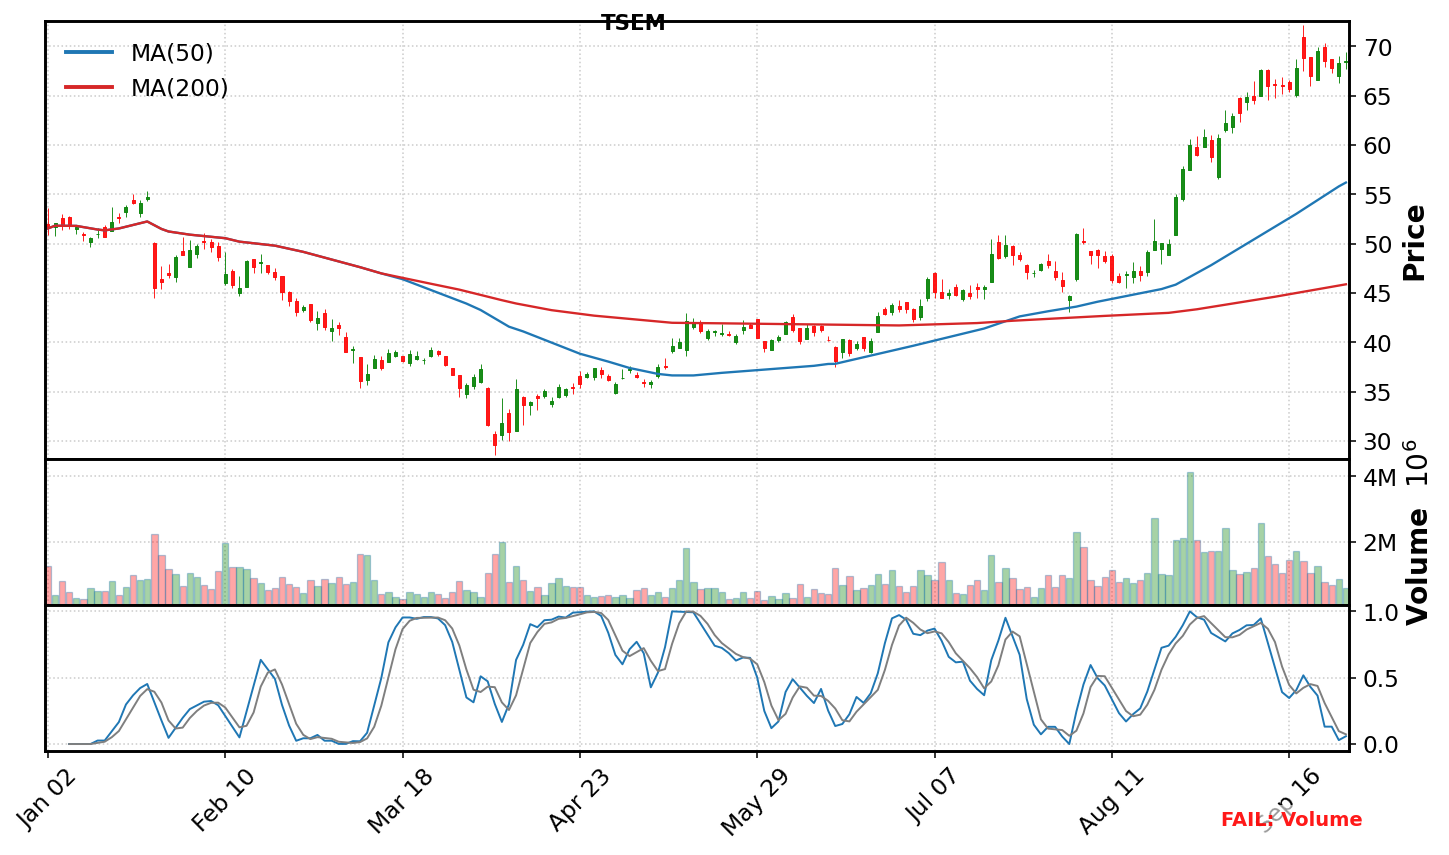 TSEM
MA(50)
MA(200)
70
65
60
55
50
45
40
35
30
Price
4M
2M
Volume 10^6
1.0
0.5
0.0
Jan 02
Feb 10
Mar 18
Apr 23
May 29
Jul 07
Aug 11
Sep 16
FAIL: Volume